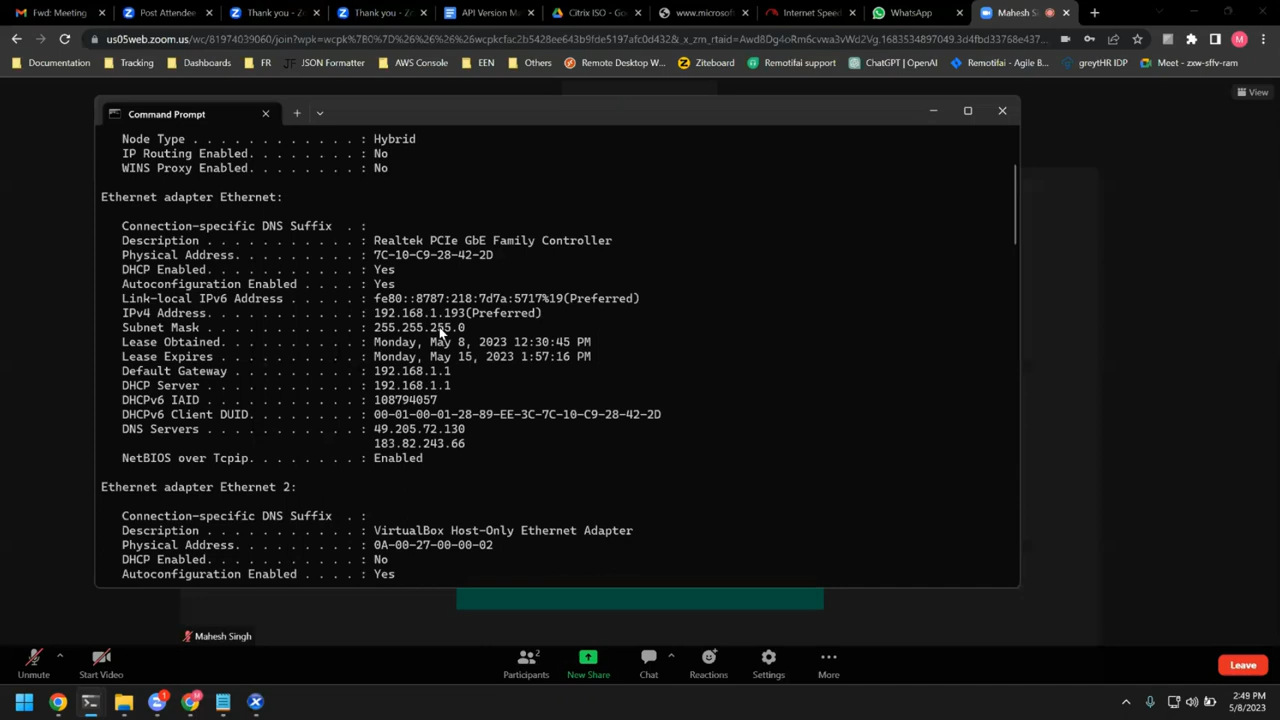 Fwd: Meeting
Post Attendee
Thank you - Z
Thank you - Z
API Version M
Citrix ISO - Goo
www.microsof
Internet Speed
WhatsApp
Mahesh S
us05web.zoom.us/wc/81974039060/join?wpk=wcpk%7B0%7D%26%26%26%26%26wcpkcfac2b5428ee643b9fe5197afc0d432&_x_zm_rtaid=Awd8Dg4oRm6cvwa3vWd2Vg.1683534897049.3d4fbd33768e437...
Documentation
Tracking
Dashboards
FR
JSON Formatter
AWS Console
EEN
Others
Remote Desktop W...
Ziteboard
Remotifai support
ChatGPT | OpenAI
Remotifai - Agile B...
greytHR IDP
Meet - zxw-sffv-ram
View
Command Prompt
Node Type . . . . . . . . . . . . : Hybrid
IP Routing Enabled. . . . . . . . : No
WINS Proxy Enabled. . . . . . . . : No
Ethernet adapter Ethernet:
Connection-specific DNS Suffix . :
Description . . . . . . . . . . . : Realtek PCIe GbE Family Controller
Physical Address. . . . . . . . . : 7C-10-C9-28-42-2D
DHCP Enabled. . . . . . . . . . . : Yes
Autoconfiguration Enabled . . . . : Yes
Link-local IPv6 Address . . . . . : fe80::8787:218:7d7a:5717%19(Preferred)
IPv4 Address. . . . . . . . . . . : 192.168.1.193(Preferred)
Subnet Mask . . . . . . . . . . . : 255.255.255.0
Lease Obtained. . . . . . . . . . : Monday, May 8, 2023 12:30:45 PM
Lease Expires . . . . . . . . . . : Monday, May 15, 2023 1:57:16 PM
Default Gateway . . . . . . . . . : 192.168.1.1
DHCP Server . . . . . . . . . . . : 192.168.1.1
DHCPv6 IAID . . . . . . . . . . . : 108794057
DHCPv6 Client DUID. . . . . . . . : 00-01-00-01-28-89-EE-3C-7C-10-C9-28-42-2D
DNS Servers . . . . . . . . . . . : 49.205.72.130
183.82.243.66
NetBIOS over Tcpip. . . . . . . . : Enabled
Ethernet adapter Ethernet 2:
Connection-specific DNS Suffix . :
Description . . . . . . . . . . . : VirtualBox Host-Only Ethernet Adapter
Physical Address. . . . . . . . . : 0A-00-27-00-00-02
DHCP Enabled. . . . . . . . . . . : No
Autoconfiguration Enabled . . . . : Yes
Mahesh Singh
Unmute
Start Video
Participants
2
New Share
Chat
Reactions
Settings
More
Leave
2:49 PM
5/8/2023